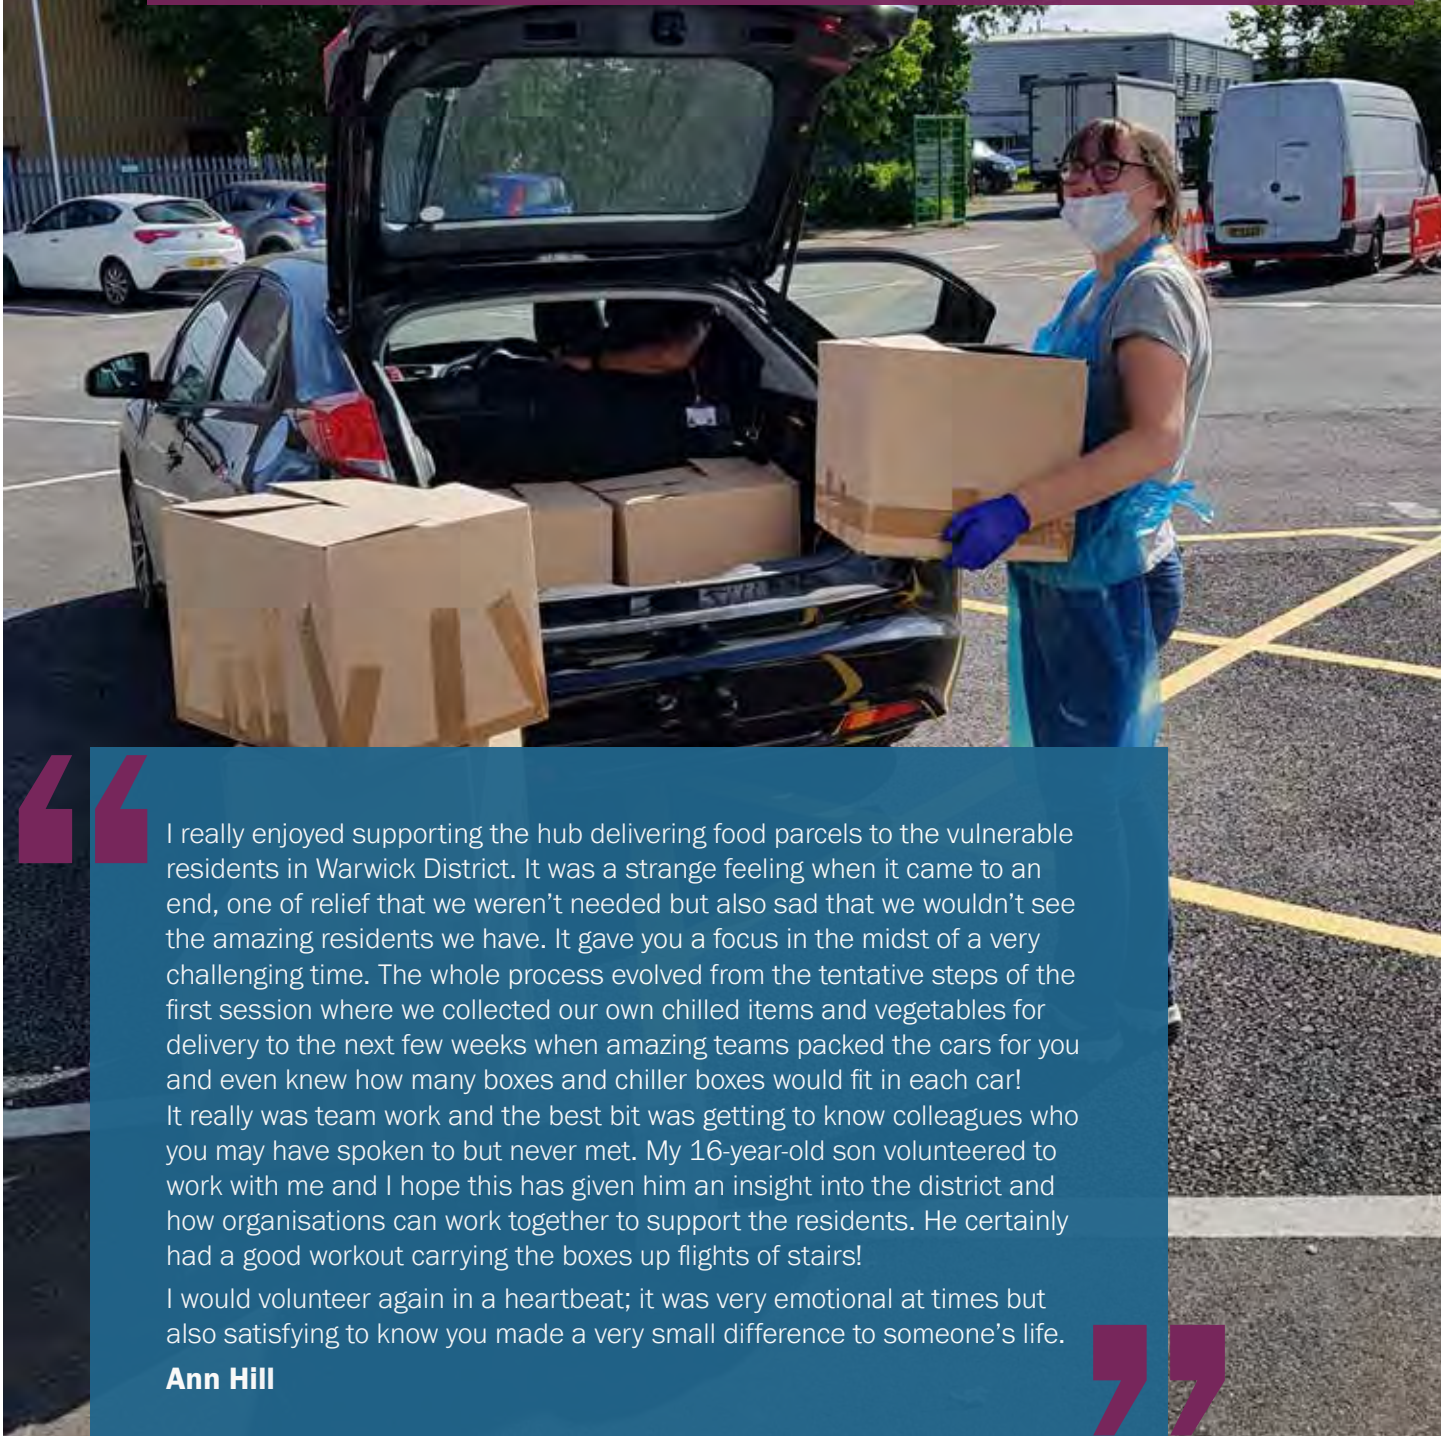 “
I really enjoyed supporting the hub delivering food parcels to the vulnerable
residents in Warwick District. It was a strange feeling when it came to an
end, one of relief that we weren’t needed but also sad that we wouldn’t see
the amazing residents we have. It gave you a focus in the midst of a very
challenging time. The whole process evolved from the tentative steps of the
first session where we collected our own chilled items and vegetables for
delivery to the next few weeks when amazing teams packed the cars for you
and even knew how many boxes and chiller boxes would fit in each car!
It really was team work and the best bit was getting to know colleagues who
you may have spoken to but never met. My 16-year-old son volunteered to
work with me and I hope this has given him an insight into the district and
how organisations can work together to support the residents. He certainly
had a good workout carrying the boxes up flights of stairs!
I would volunteer again in a heartbeat; it was very emotional at times but
also satisfying to know you made a very small difference to someone’s life.
”
Ann Hill